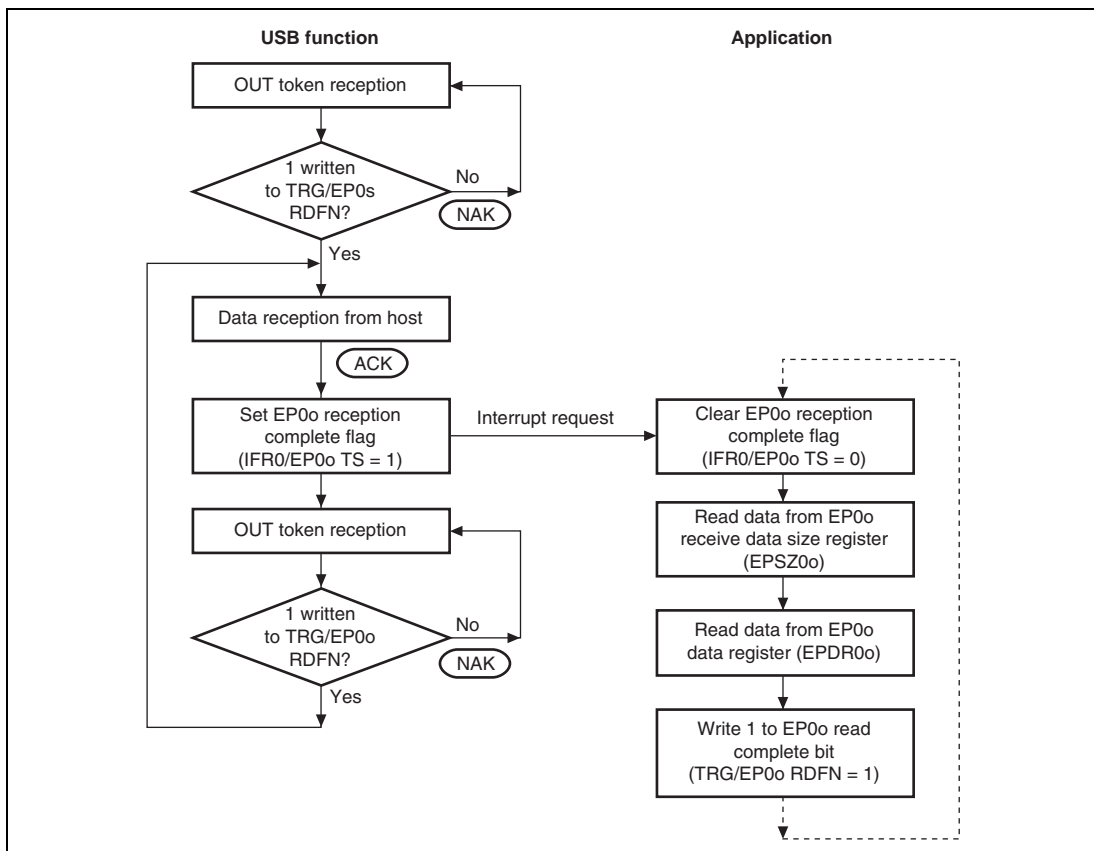 USB function
Application
OUT token reception
1 written
to TRG/EP0s
RDFN?
No
NAK
Yes
Data reception from host
ACK
Set EP0o reception
complete flag
(IFR0/EP0o TS = 1)
Interrupt request
Clear EP0o reception
complete flag
(IFR0/EP0o TS = 0)
OUT token reception
Read data from EP0o
receive data size register
(EPSZ0o)
1 written
to TRG/EP0o
RDFN?
No
NAK
Yes
Read data from EP0o
data register (EPDR0o)
Write 1 to EP0o read
complete bit
(TRG/EP0o RDFN = 1)